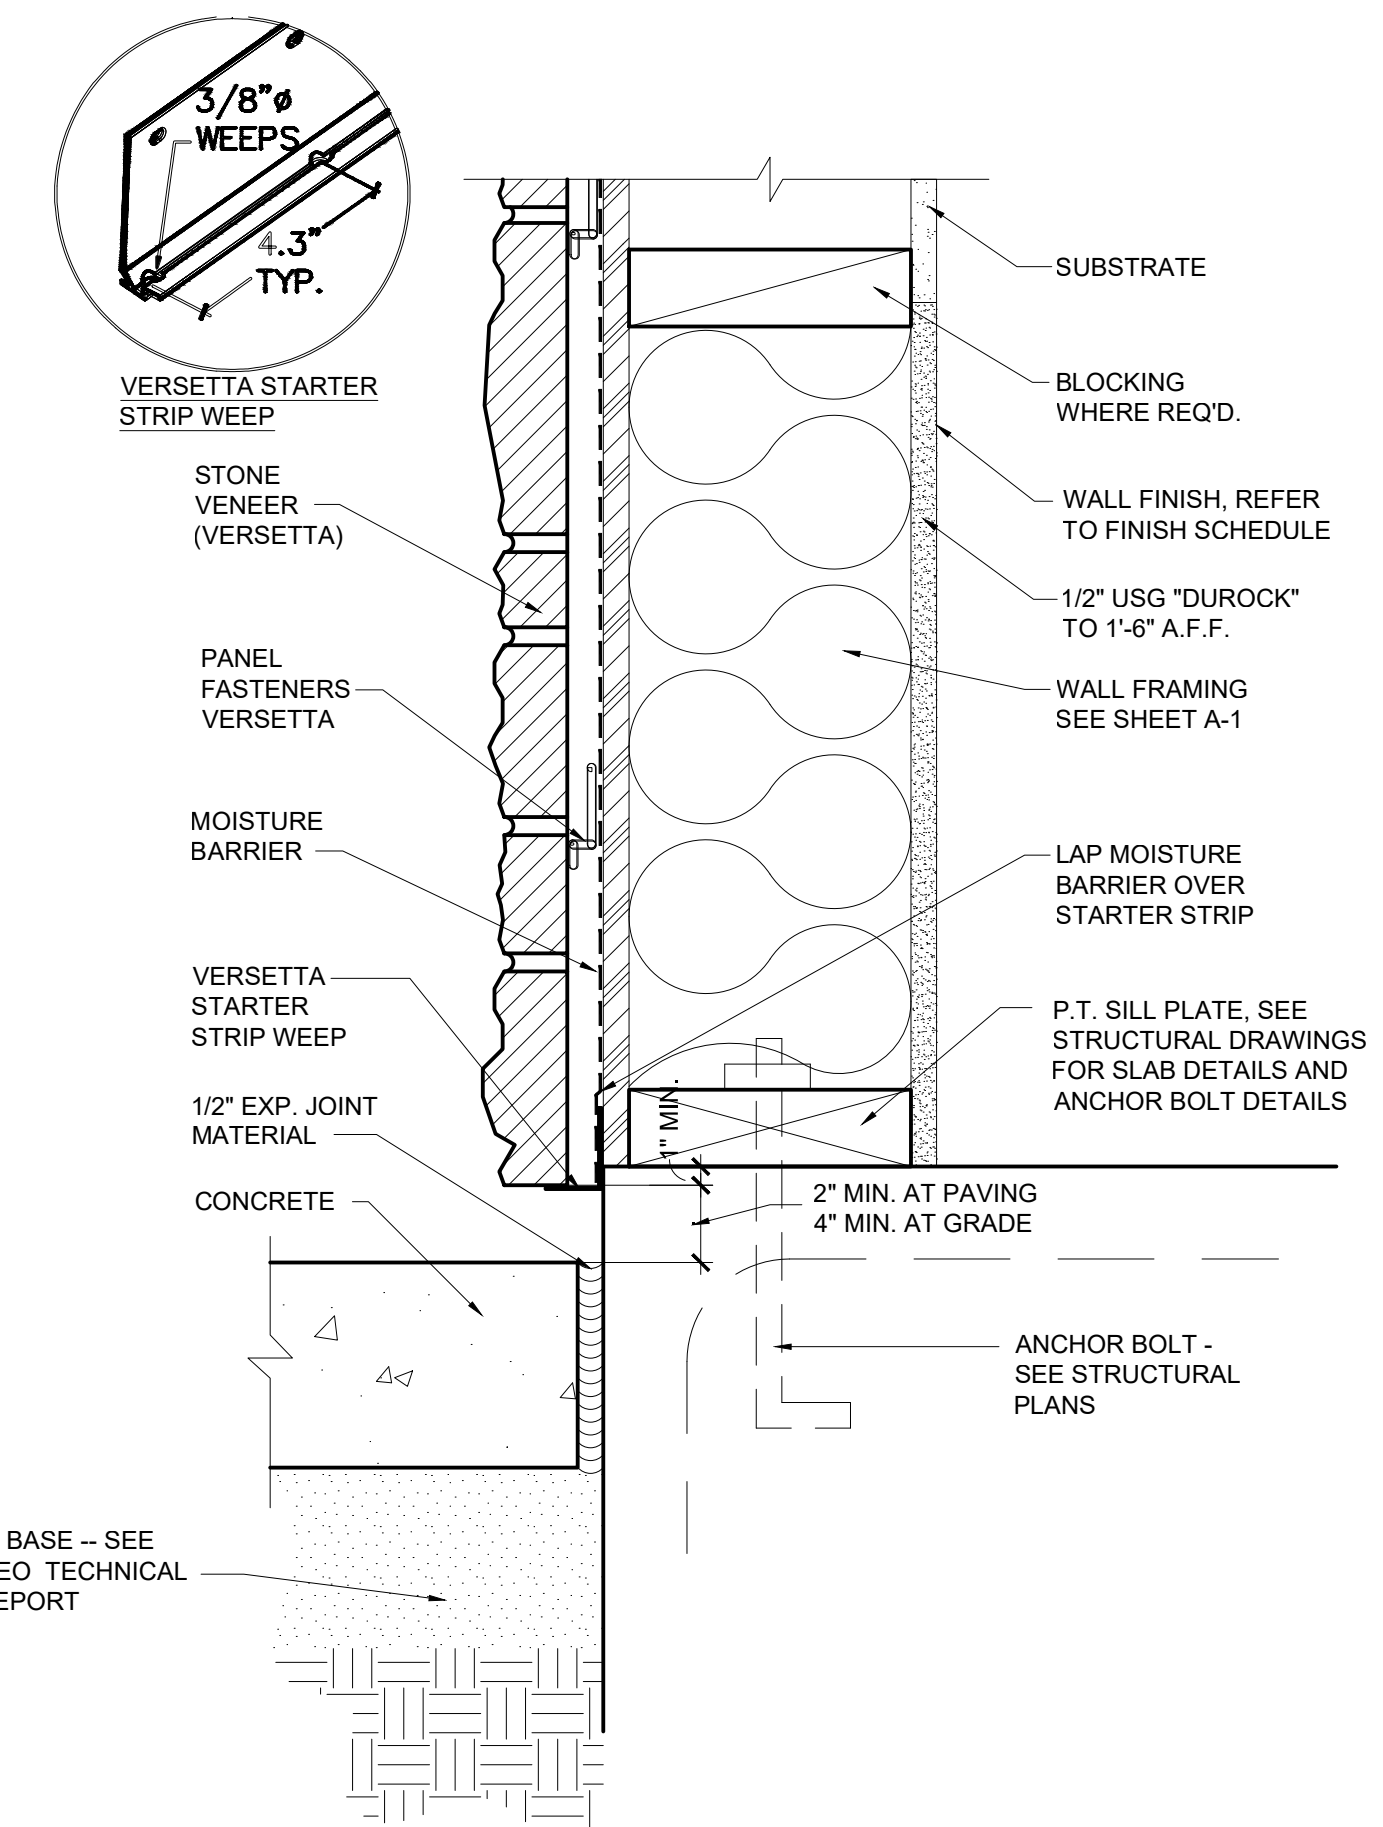 3/8"ø
WEEPS
4.3"
TYP.
VERSETTA STARTER
STRIP WEEP
STONE
VENEER
(VERSETTA)
PANEL
FASTENERS
VERSETTA
MOISTURE
BARRIER
VERSETTA
STARTER
STRIP WEEP
1/2" EXP. JOINT
MATERIAL
CONCRETE
BASE -- SEE
EO TECHNICAL
EPORT
SUBSTRATE
BLOCKING
WHERE REQ'D.
WALL FINISH, REFER
TO FINISH SCHEDULE
1/2" USG "DUROCK"
TO 1'-6" A.F.F.
WALL FRAMING
SEE SHEET A-1
LAP MOISTURE
BARRIER OVER
STARTER STRIP
P.T. SILL PLATE, SEE
STRUCTURAL DRAWINGS
FOR SLAB DETAILS AND
ANCHOR BOLT DETAILS
1" MIN.
2" MIN. AT PAVING
4" MIN. AT GRADE
ANCHOR BOLT -
SEE STRUCTURAL
PLANS